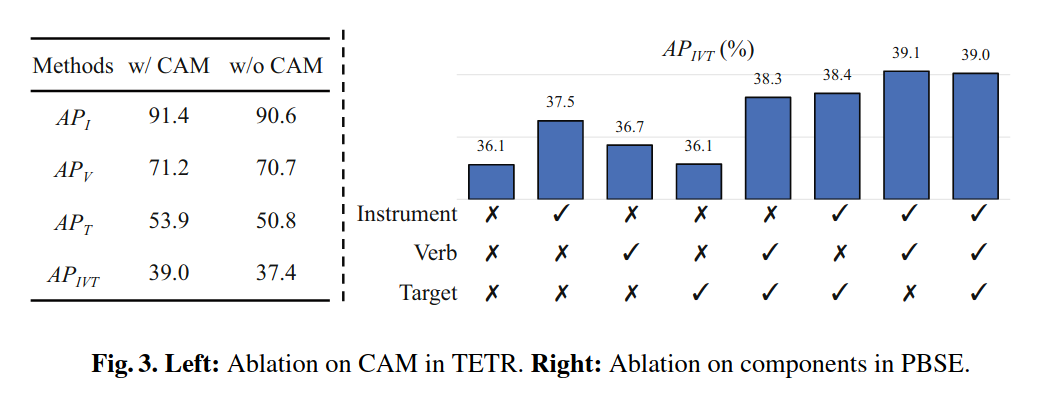 Methods w/ CAM w/o CAM
AP_I 91.4 90.6
AP_V 71.2 70.7
AP_T 53.9 50.8
AP_IVT 39.0 37.4
AP_IVT (%)
36.1 37.5 36.7 36.1 38.3 38.4 39.1 39.0
Instrument ✗ ✓ ✗ ✗ ✗ ✓ ✓ ✓
Verb ✗ ✗ ✓ ✗ ✓ ✗ ✓ ✓
Target ✗ ✗ ✗ ✓ ✓ ✓ ✗ ✓
Fig. 3. Left: Ablation on CAM in TETR. Right: Ablation on components in PBSE.